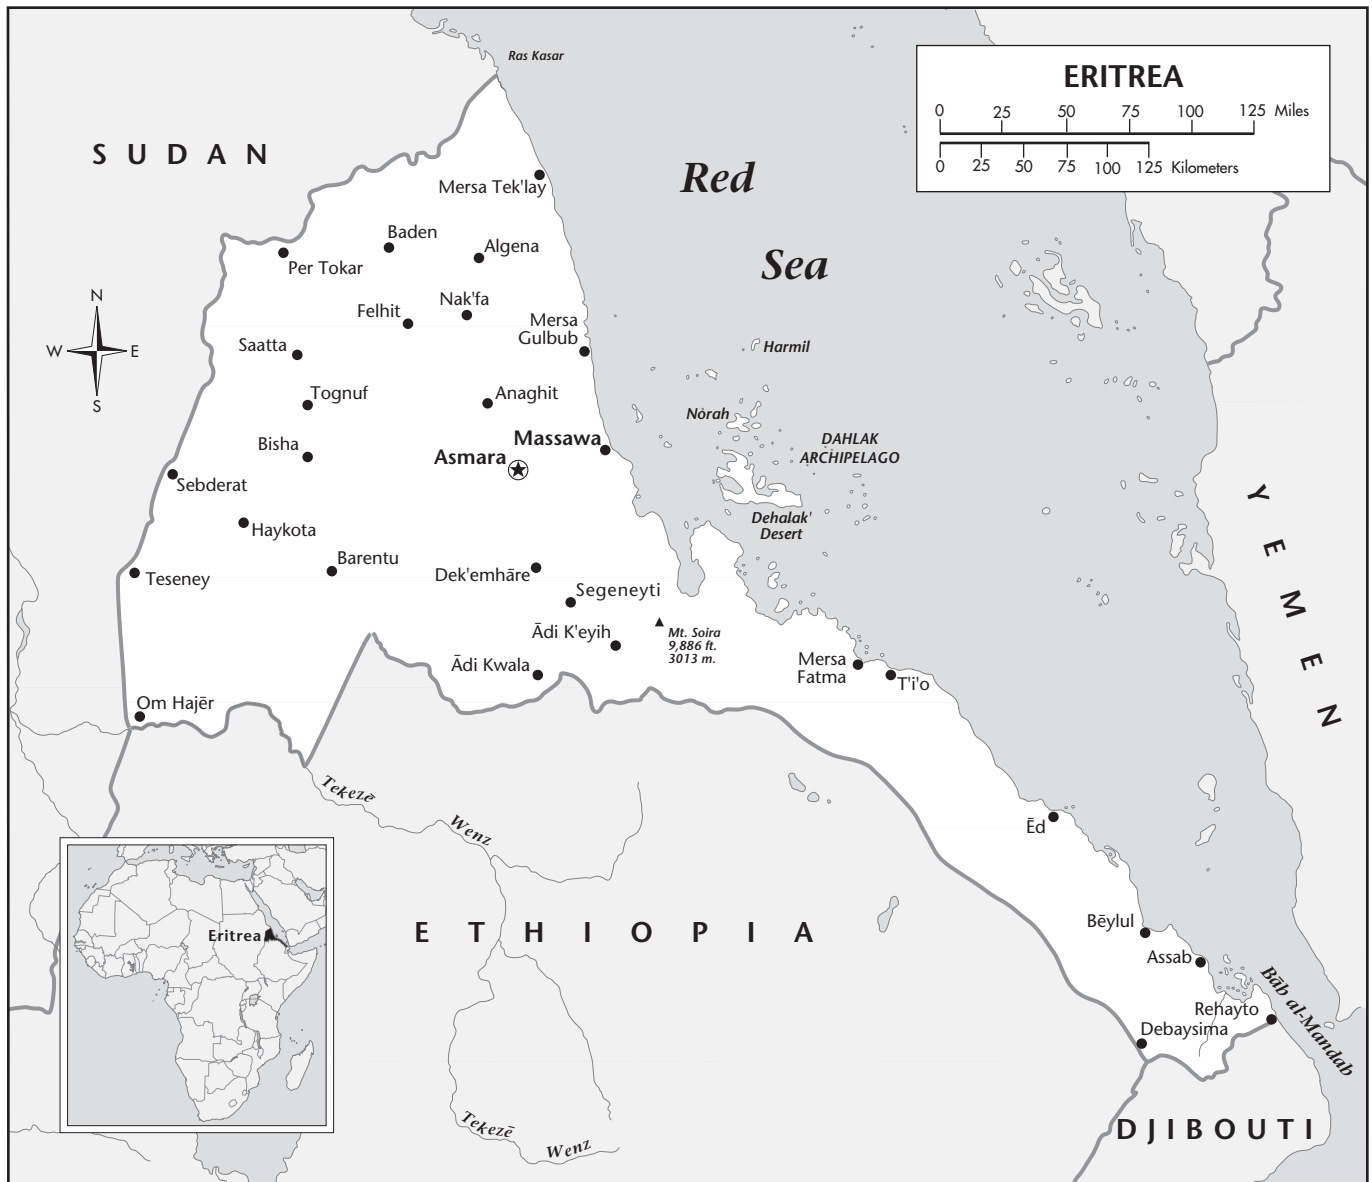 Ras Kasar
ERITREA
0 25 50 75 100 125 Miles
0 25 50 75 100 125 Kilometers
SUDAN
Red
Sea
Mersa Tek'lay
Baden
Algena
Per Tokar
N
W E
S
Nak'fa
Felhit
Mersa
Gulbub
Saatta
Harmil
Tognuf
Anaghit
Nòrah
Bisha
Massawa
Asmara
DAHLAK
ARCHIPELAGO
Sebderat
Dehalak'
Desert
Haykota
YEMEN
Barentu
Teseney
Dek'emhāre
Segeneyti
Ādi K'eyih
Mt. Soira
9,886 ft.
3013 m.
Ādi Kwala
Mersa
Fatma
T'i'o
Om Hajēr
Tekezē
Wenz
Ēd
Eritrea
ETHIOPIA
Bēylul
Assab
Bāb al-Mandab
Rehayto
Debaysima
Tekezē
Wenz
DJIBOUTI